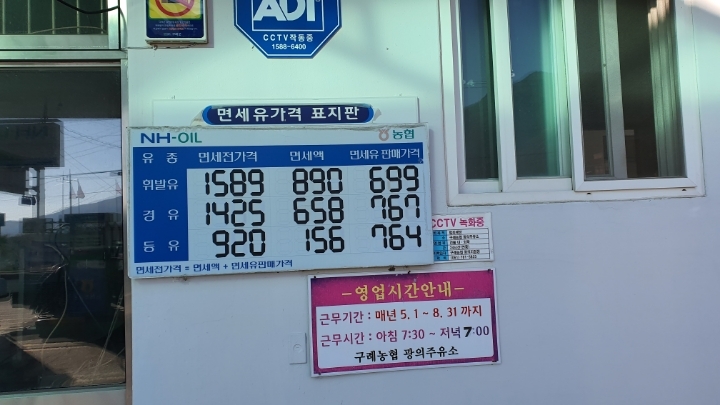 ADT
CCTV작동중
1588-6400
면세유가격 표지판
NH-OIL 농협
유종 면세전가격 면세액 면세유 판매가격
휘발유 1589 890 699
경유 1425 658 767
등유 920 156 764
면세전가격 = 면세액 + 면세유판매가격
CCTV 녹화중
-영업시간안내-
근무기간 : 매년 5. 1 ~ 8. 31 까지
근무시간 : 아침 7:30 ~ 저녁 7:00
구례농협 광의주유소